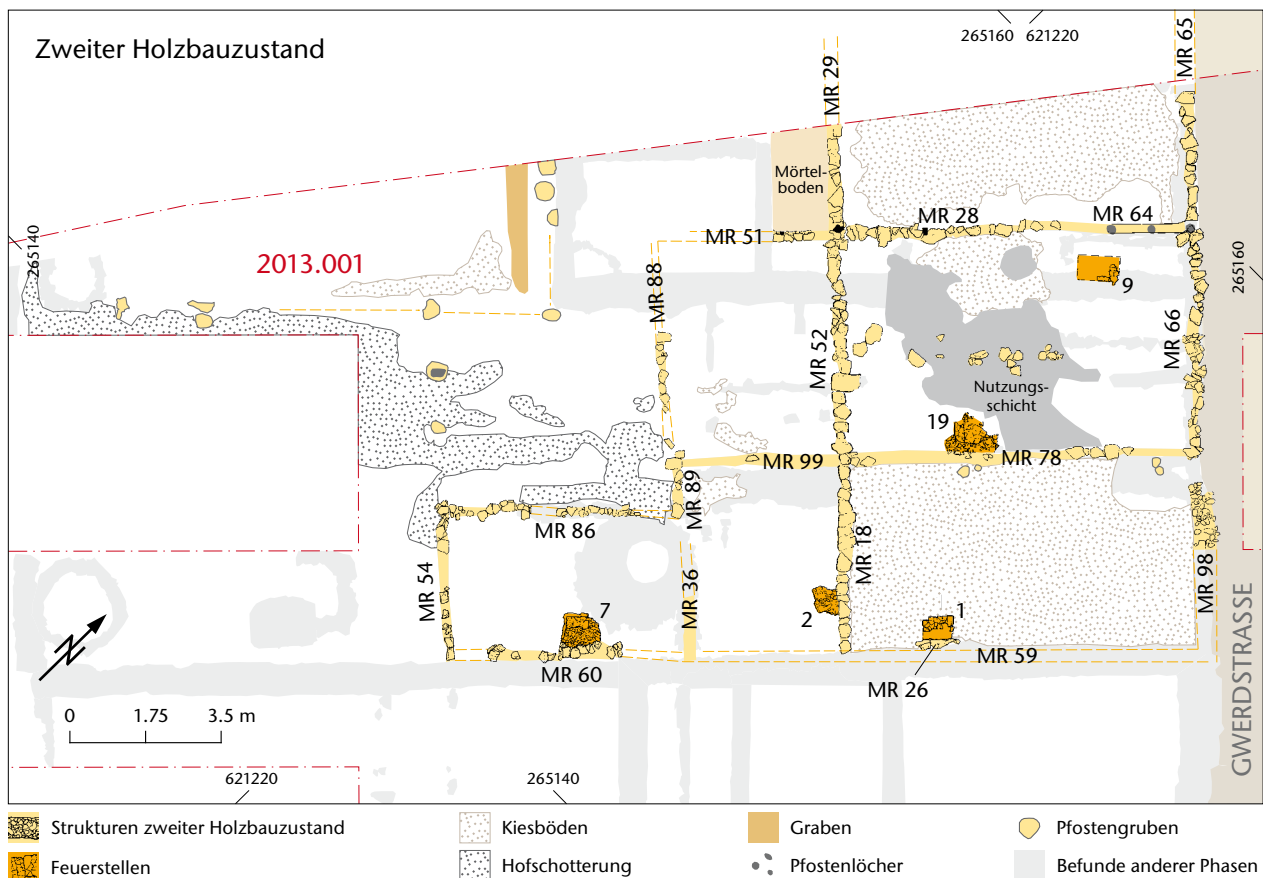 Zweiter Holzbauzustand
265160 621220
MR 65
MR 29
Mörtel-
boden
MR 28
MR 64
MR 51
265140
2013.001
MR 88
9
265160
MR 52
MR 66
Nutzungs-
schicht
19
MR 99
MR 78
MR 89
MR 86
MR 18
MR 54
MR 36
MR 98
7
2
1
MR 60
MR 59
MR 26
N
0 1.75 3.5 m
GWERDSTRASSE
621220
265140
Strukturen zweiter Holzbauzustand
Kiesböden
Graben
Pfostengruben
Feuerstellen
Hofschotterung
Pfostenlöcher
Befunde anderer Phasen